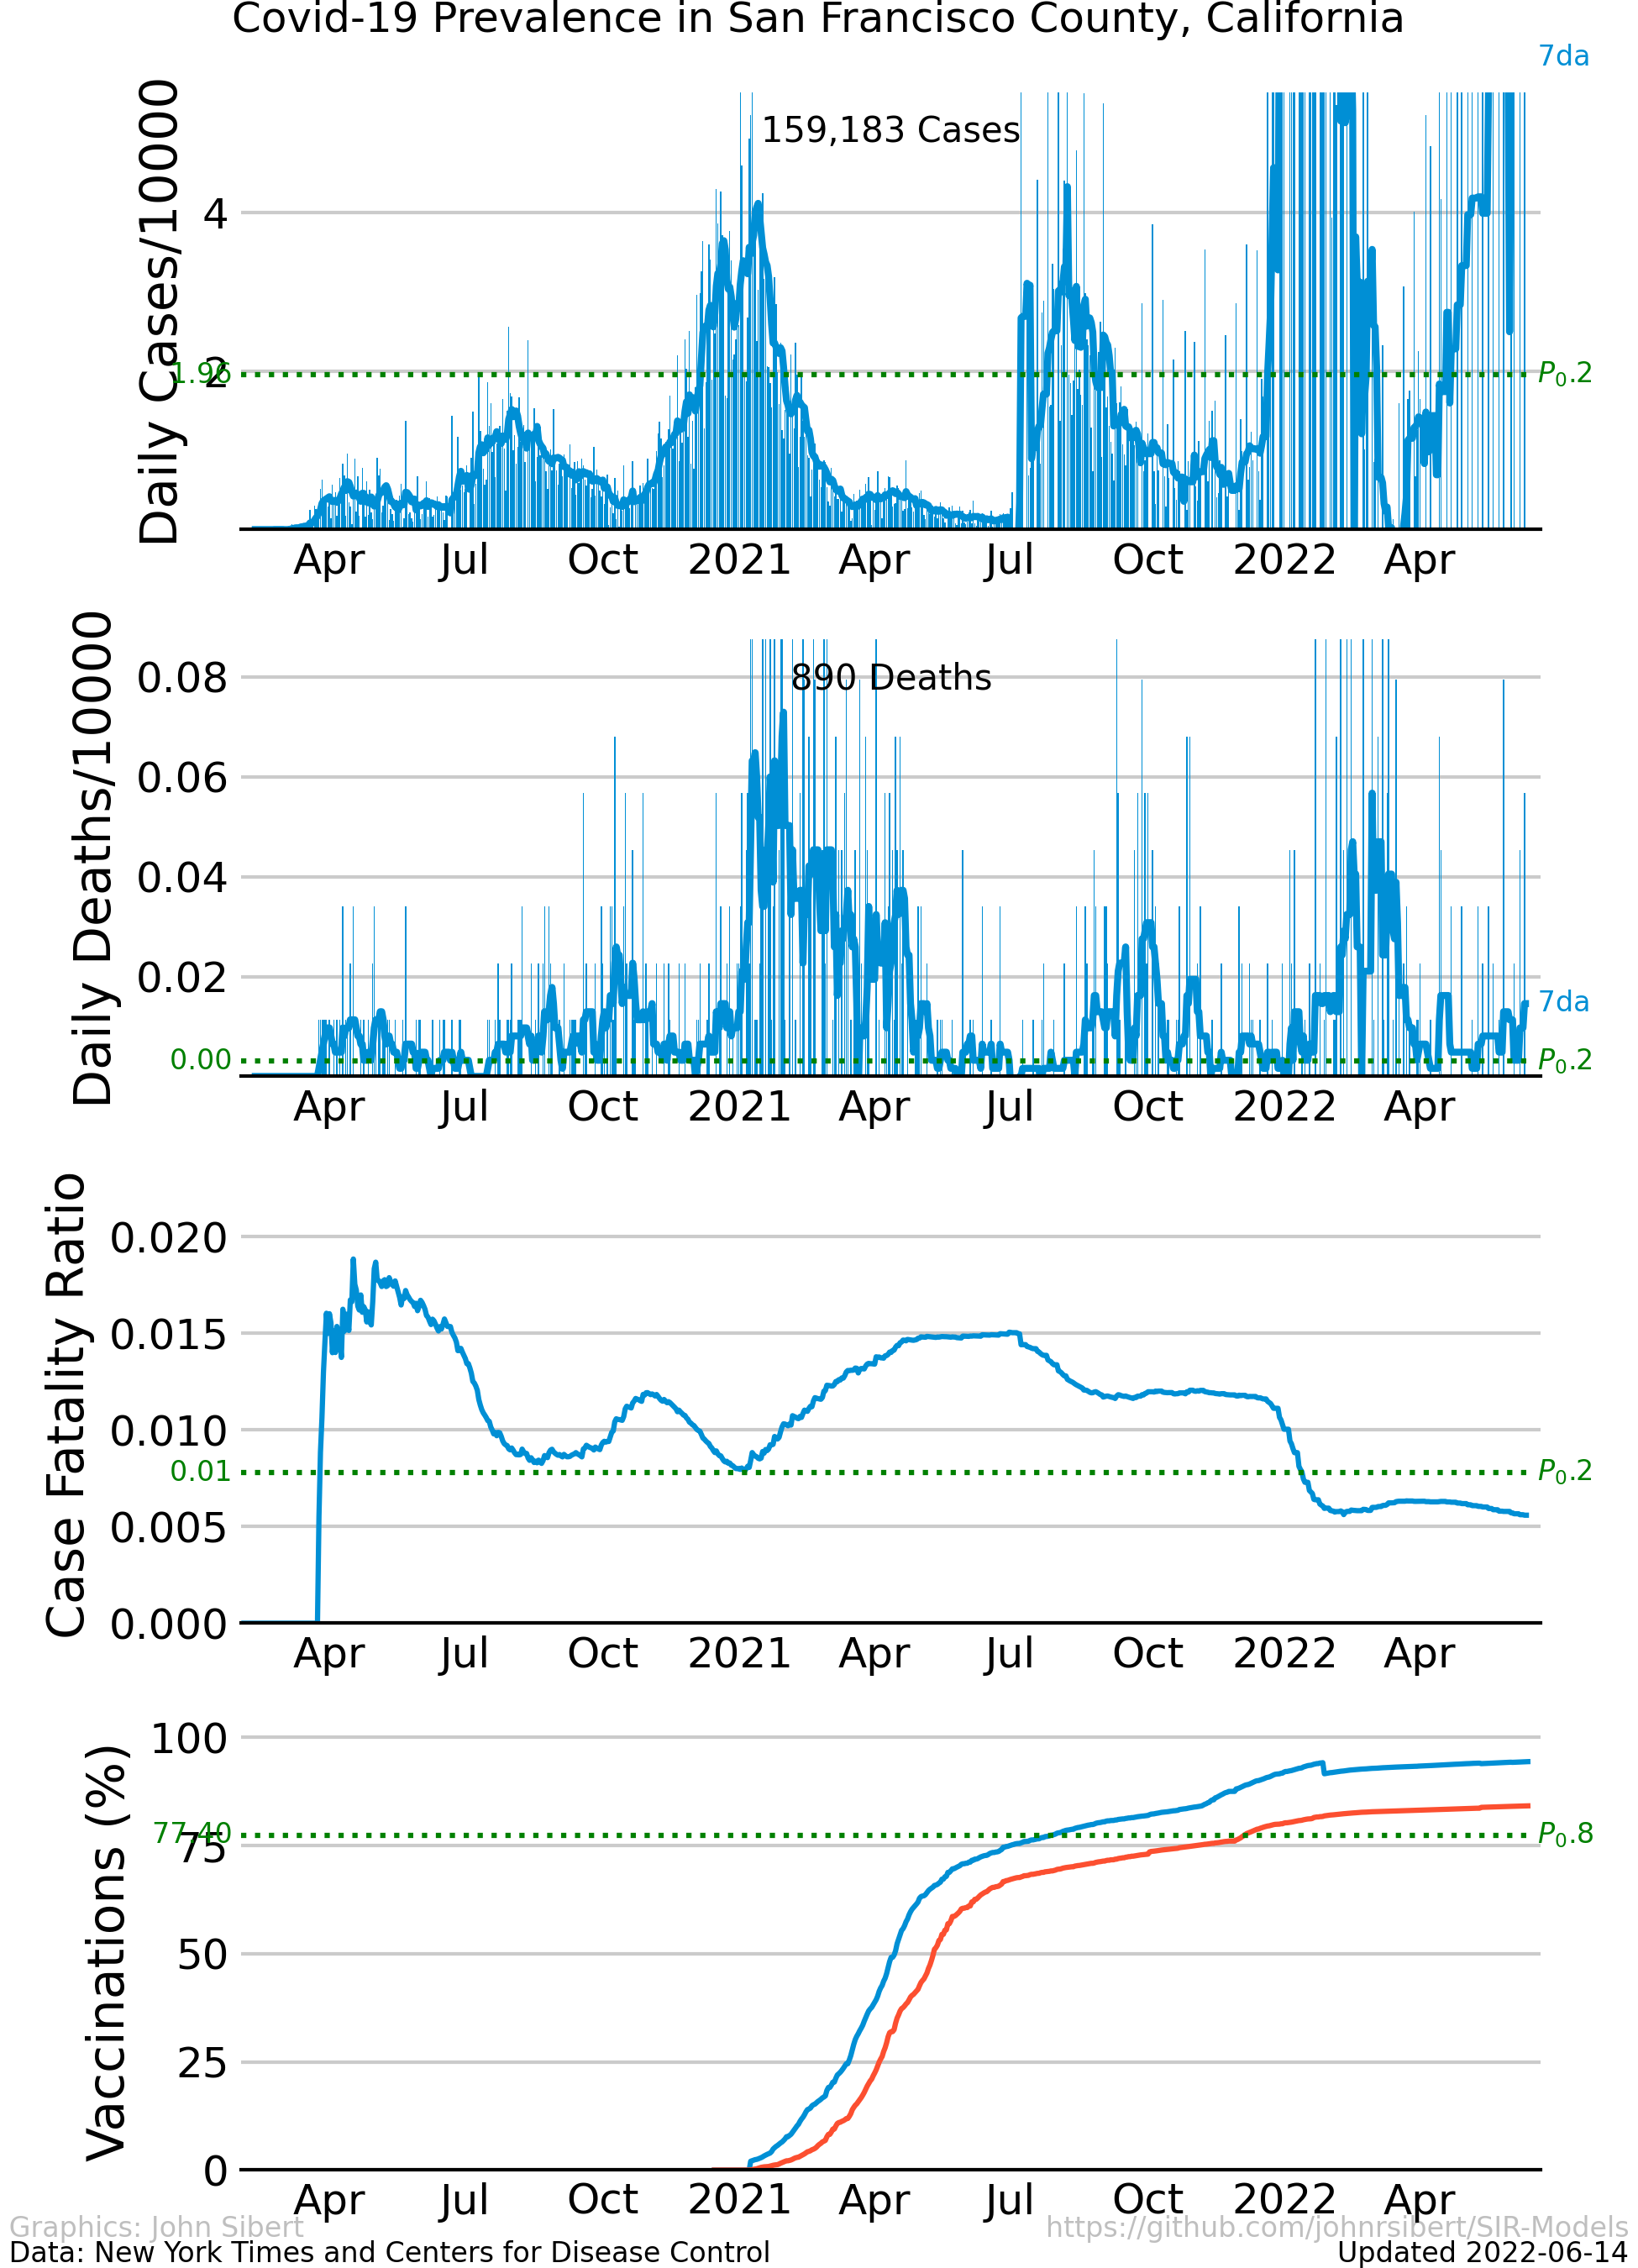 Covid-19 Prevalence in San Francisco County, California
7da
Daily Cases/10000
159,183 Cases
4
2
1.96
P₀.2
Apr Jul Oct 2021 Apr Jul Oct 2022 Apr
Daily Deaths/10000
890 Deaths
0.08
0.06
0.04
0.02
7da
0.00
P₀.2
Apr Jul Oct 2021 Apr Jul Oct 2022 Apr
Case Fatality Ratio
0.020
0.015
0.010
0.01
P₀.2
0.005
0.000
Apr Jul Oct 2021 Apr Jul Oct 2022 Apr
Vaccinations (%)
100
77.40
P₀.8
75
50
25
0
Apr Jul Oct 2021 Apr Jul Oct 2022 Apr
Graphics: John Sibert
https://github.com/johnrsibert/SIR-Models
Data: New York Times and Centers for Disease Control
Updated 2022-06-14